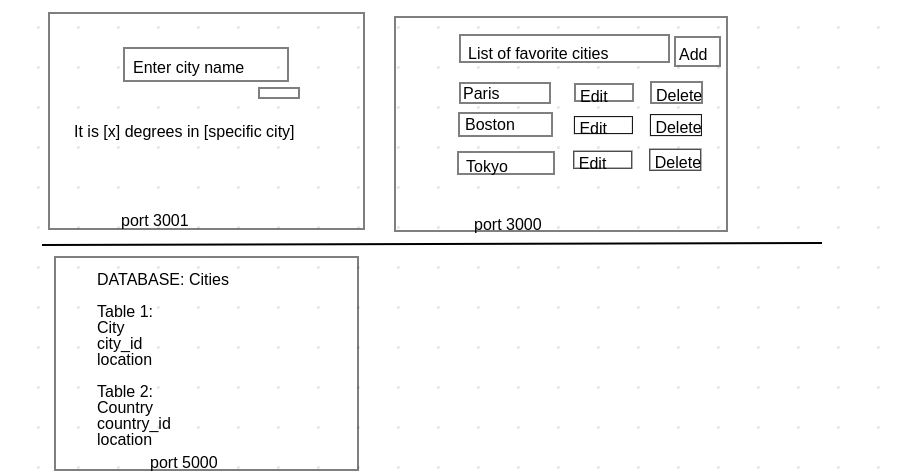 Enter city name
It is [x] degrees in [specific city]
port 3001
List of favorite cities
Add
Paris
Edit
Delete
Boston
Edit
Delete
Tokyo
Edit
Delete
port 3000
DATABASE: Cities
Table 1:
City
city_id
location
Table 2:
Country
country_id
location
port 5000